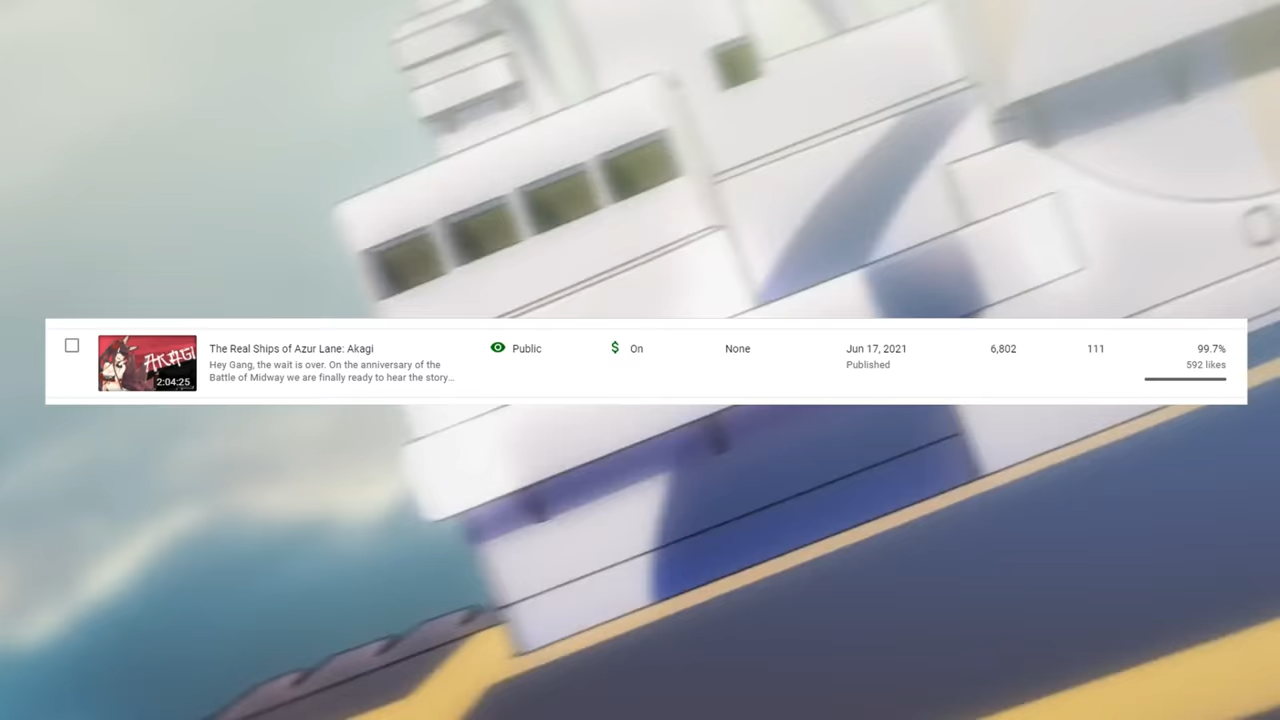 The Real Ships of Azur Lane: Akagi
Hey Gang, the wait is over. On the anniversary of the
Battle of Midway we are finally ready to hear the story...
AKAGI
2:04:25
Public
$ On
None
Jun 17, 2021
Published
6,802
111
99.7%
592 likes